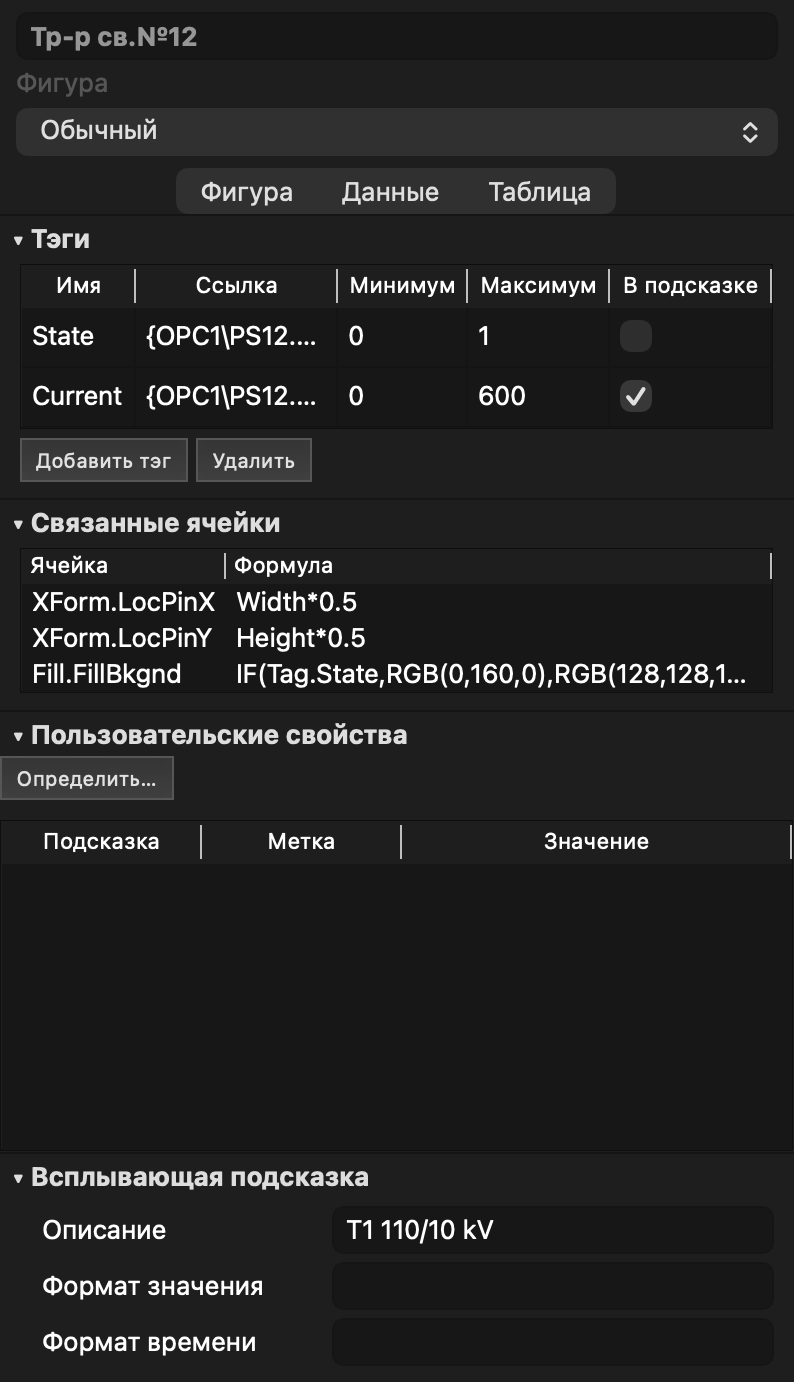 Тр-р св.№12
Фигура
Обычный
Фигура Данные Таблица
Тэги
Имя Ссылка Минимум Максимум В подсказке
State {OPC1\PS12.... 0 1
Current {OPC1\PS12.... 0 600
Добавить тэг Удалить
Связанные ячейки
Ячейка Формула
XForm.LocPinX Width*0.5
XForm.LocPinY Height*0.5
Fill.FillBkgnd IF(Tag.State,RGB(0,160,0),RGB(128,128,1...
Пользовательские свойства
Определить...
Подсказка Метка Значение
Всплывающая подсказка
Описание T1 110/10 kV
Формат значения
Формат времени